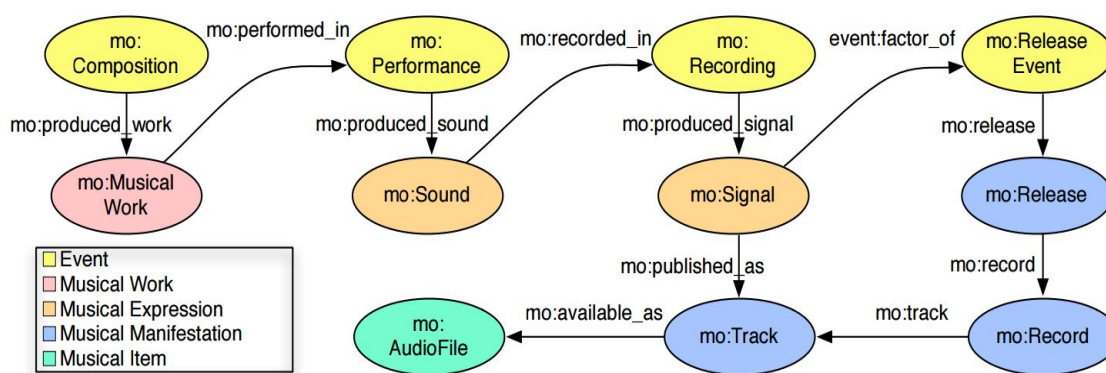 mo:
Composition
mo:performed_in
mo:
Performance
mo:recorded_in
mo:
Recording
event:factor_of
mo:Release
Event
mo:produced_work
mo:produced_sound
mo:produced_signal
mo:release
mo:Musical
Work
mo:Sound
mo:Signal
mo:Release
Event
Musical Work
Musical Expression
Musical Manifestation
Musical Item
mo:published_as
mo:record
mo:
AudioFile
mo:available_as
mo:Track
mo:track
mo:Record